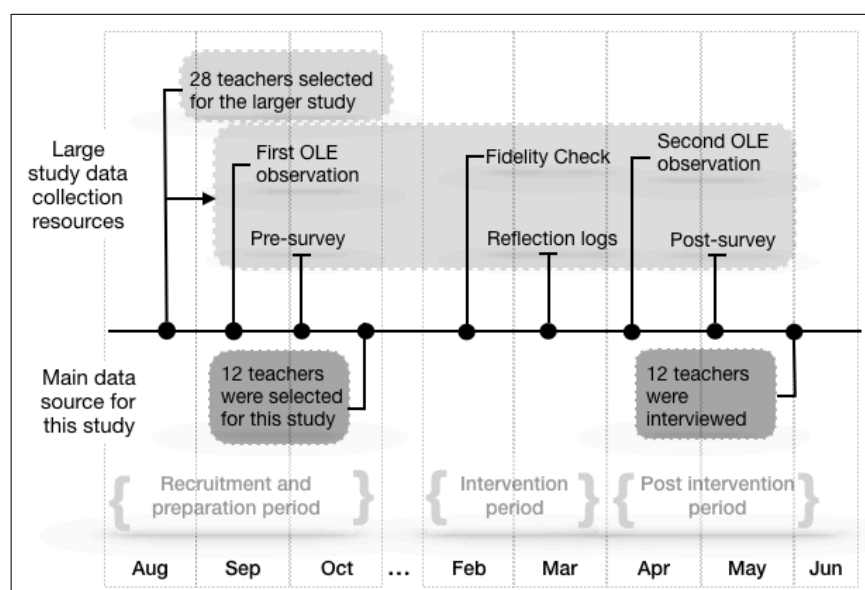 28 teachers selected
for the larger study
Large
study data
collection
resources
First OLE
observation
Fidelity Check
Second OLE
observation
Pre-survey
Reflection logs
Post-survey
Main data
source for
this study
12 teachers
were selected
for this study
12 teachers
were
interviewed
{ Recruitment and
preparation period }
{ Intervention
period }
{ Post intervention
period }
Aug Sep Oct ... Feb Mar Apr May Jun